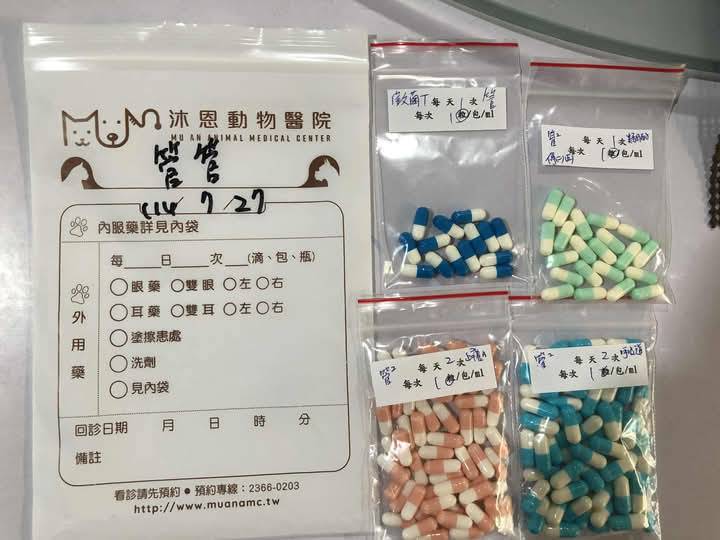 沐恩動物醫院
MU AN ANIMAL MEDICAL CENTER
管管
114 7 27
內服藥詳見內袋
每 日 次 (滴、包、瓶)
外用藥
眼藥 雙眼 左 右
耳藥 雙耳 左 右
塗擦患處
洗劑
見內袋
回診日期 月 日 時 分
備註
看診請先預約 • 預約專線:2366-0203
http://www.muanamc.tw
每 天 1 次 管
每次 1 粒/包/ml
管2 每 天 1 次
每次 1 粒/包/ml
管2 每 天 2 次
每次 1 粒/包/ml
管2 每 天 2 次
每次 1 粒/包/ml